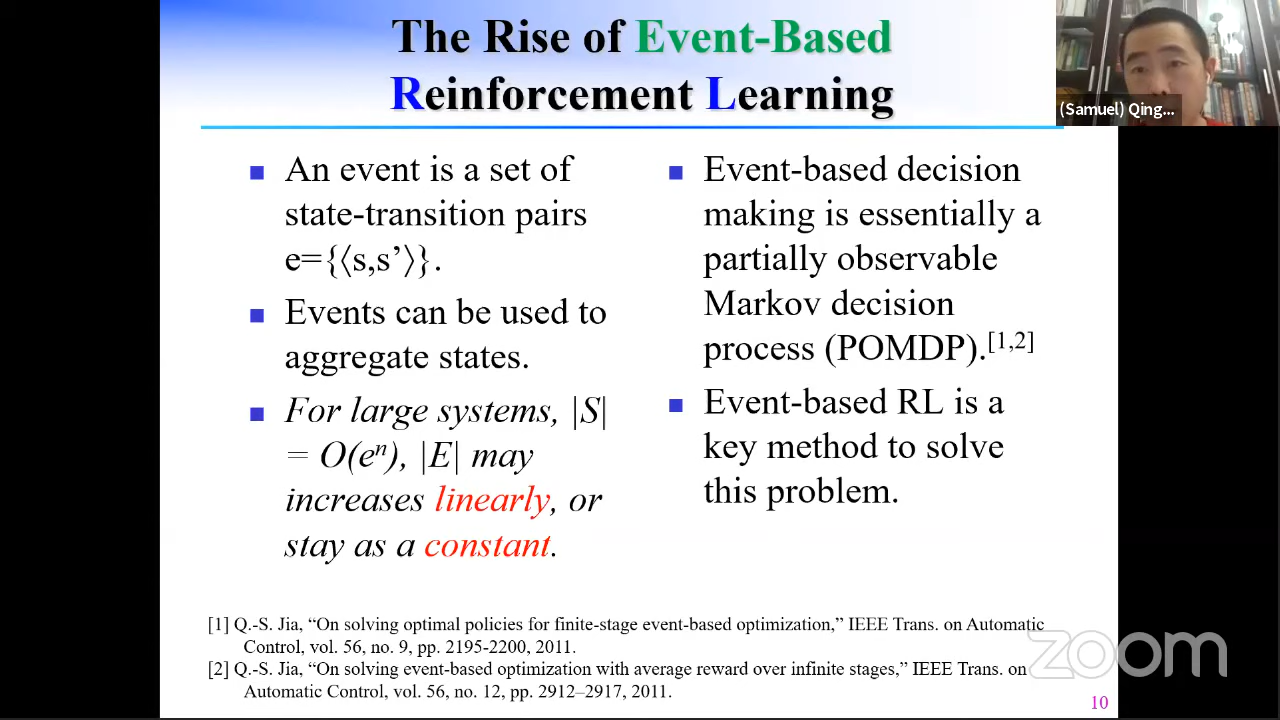 The Rise of Event-Based
Reinforcement Learning
(Samuel) Qing...
An event is a set of
state-transition pairs
e={⟨s,s’⟩}.
Events can be used to
aggregate states.
For large systems, |S|
= O(eⁿ), |E| may
increases linearly, or
stay as a constant.
Event-based decision
making is essentially a
partially observable
Markov decision
process (POMDP).[1,2]
Event-based RL is a
key method to solve
this problem.
[1] Q.-S. Jia, “On solving optimal policies for finite-stage event-based optimization,” IEEE Trans. on Automatic
Control, vol. 56, no. 9, pp. 2195-2200, 2011.
[2] Q.-S. Jia, “On solving event-based optimization with average reward over infinite stages,” IEEE Trans. on
Automatic Control, vol. 56, no. 12, pp. 2912–2917, 2011.
zoom
10